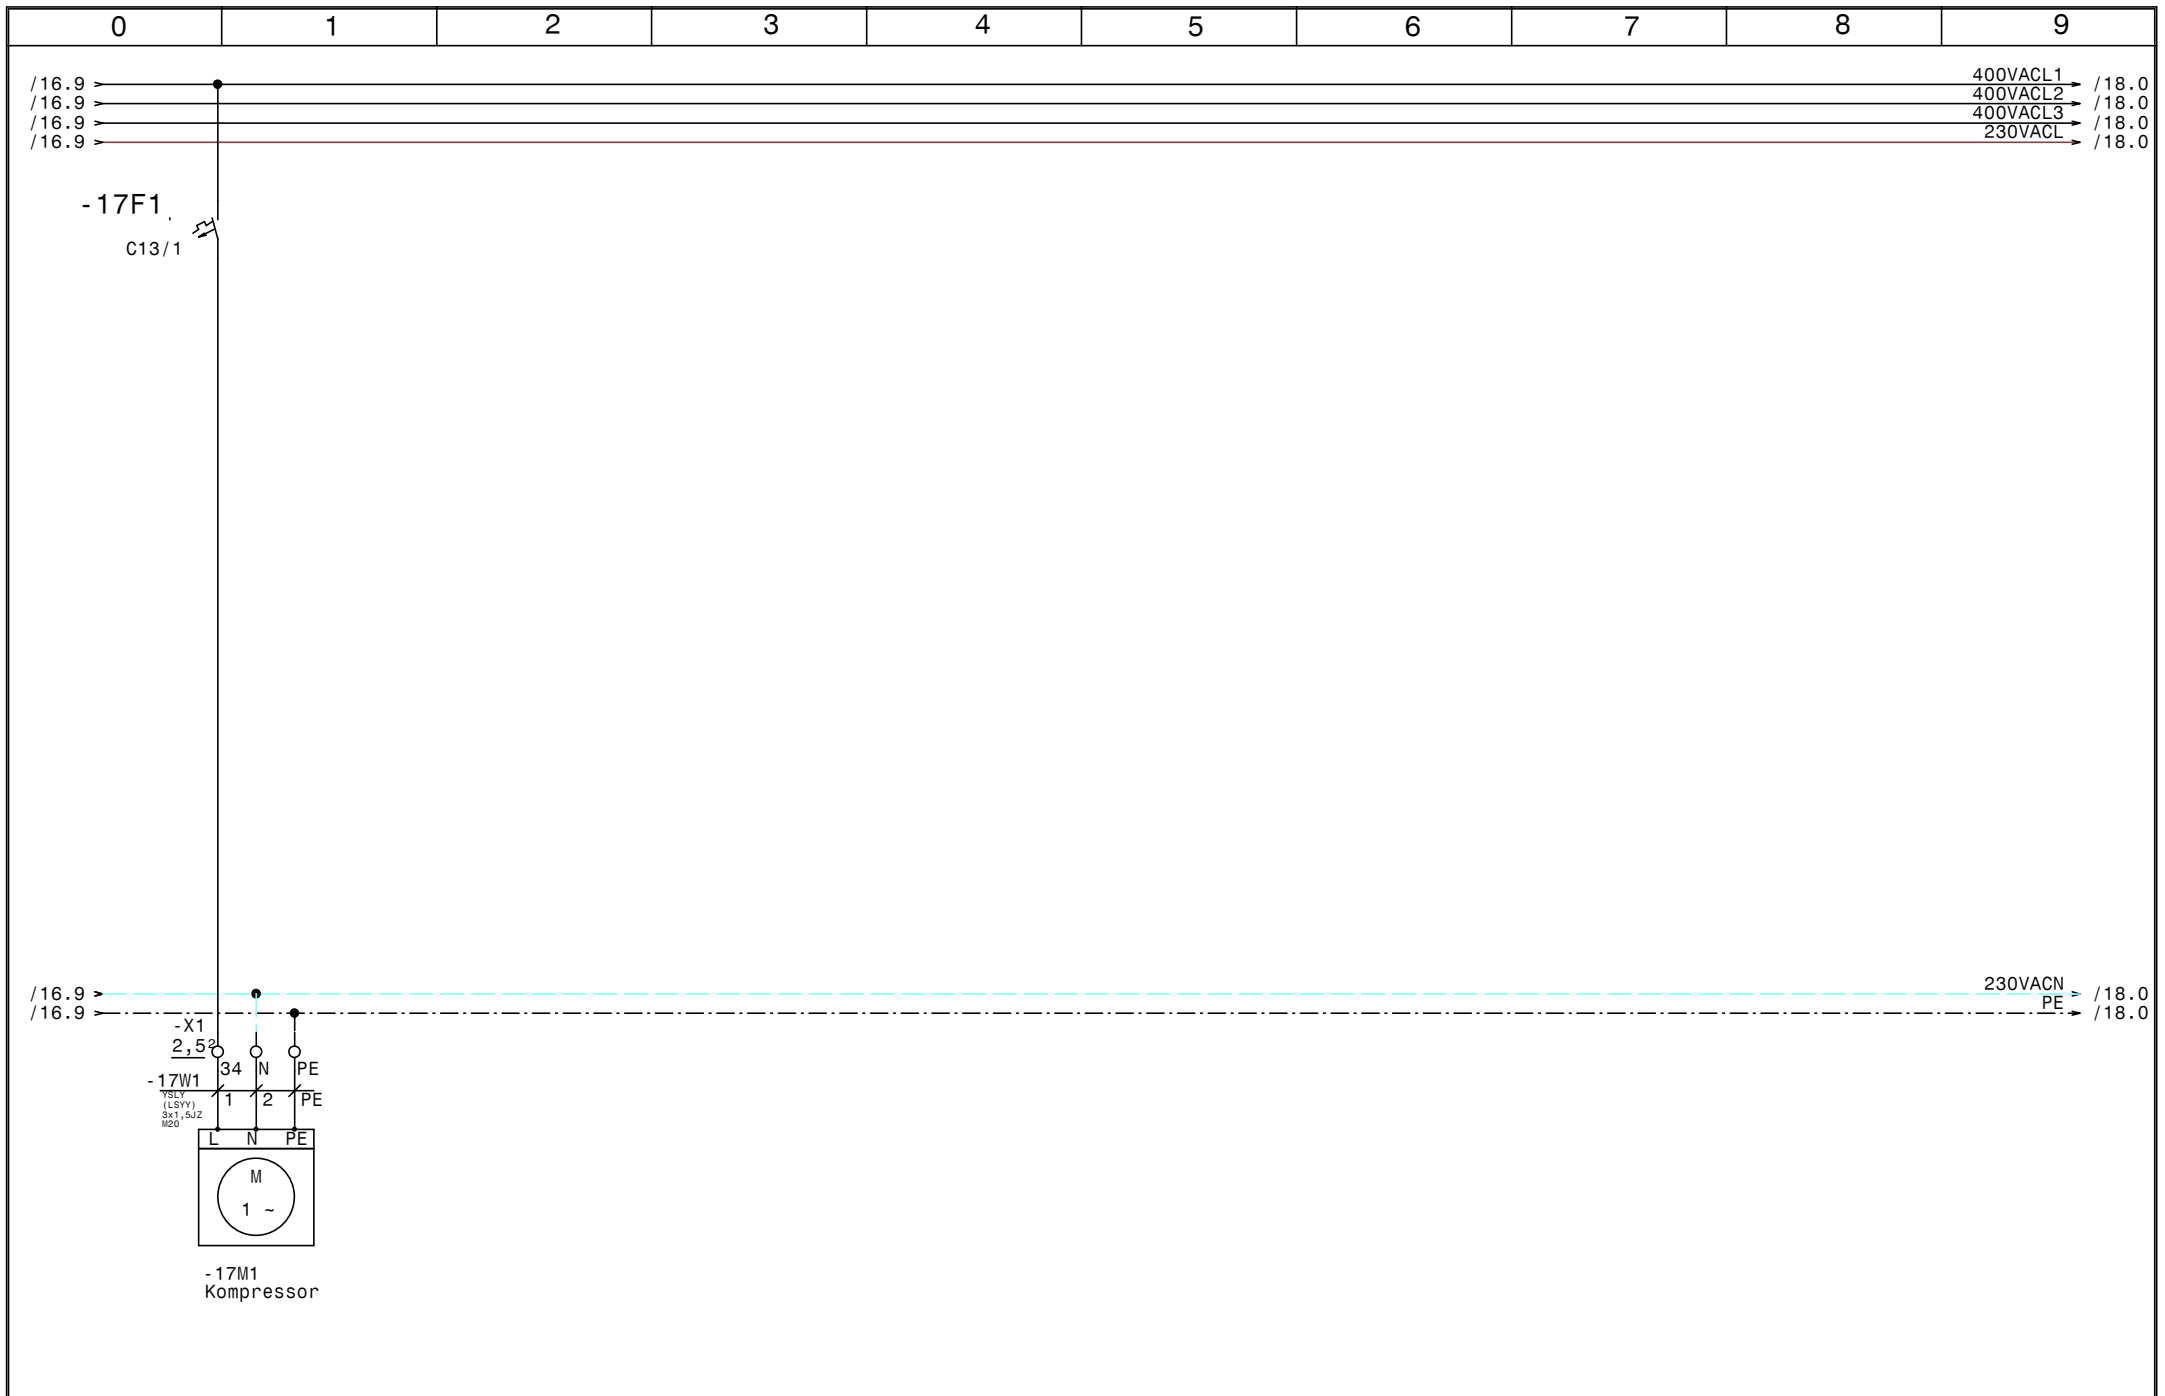 0 1 2 3 4 5 6 7 8 9
/16.9 400VACL1 /18.0
/16.9 400VACL2 /18.0
/16.9 400VACL3 /18.0
/16.9 230VACL /18.0
-17F1
C13/1
/16.9 230VACN /18.0
/16.9 PE /18.0
-X1
2,5²
34 N PE
-17W1
YSLY
(LSYY)
3x1,5JZ
M20
1 2 PE
L N PE
M
1 ~
-17M1
Kompressor